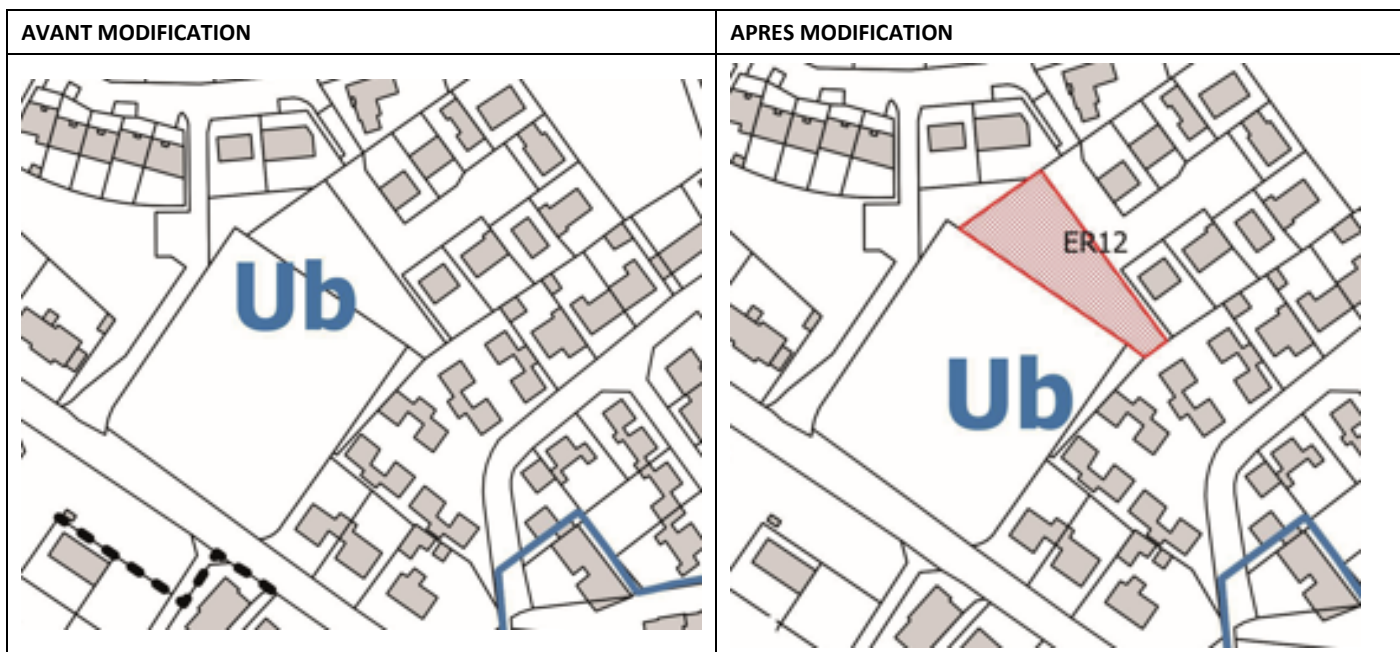 AVANT MODIFICATION
APRES MODIFICATION
Ub
ER12
Ub